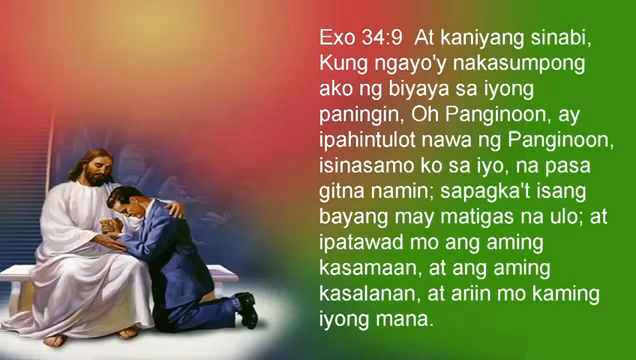 Exo 34:9  At kaniyang sinabi,
Kung ngayo'y nakasumpong
ako ng biyaya sa iyong
paningin, Oh Panginoon, ay
ipahintulot nawa ng Panginoon,
isinasamo ko sa iyo, na pasa
gitna namin; sapagka't isang
bayang may matigas na ulo; at
ipatawad mo ang aming
kasamaan, at ang aming
kasalanan, at ariin mo kaming
iyong mana.